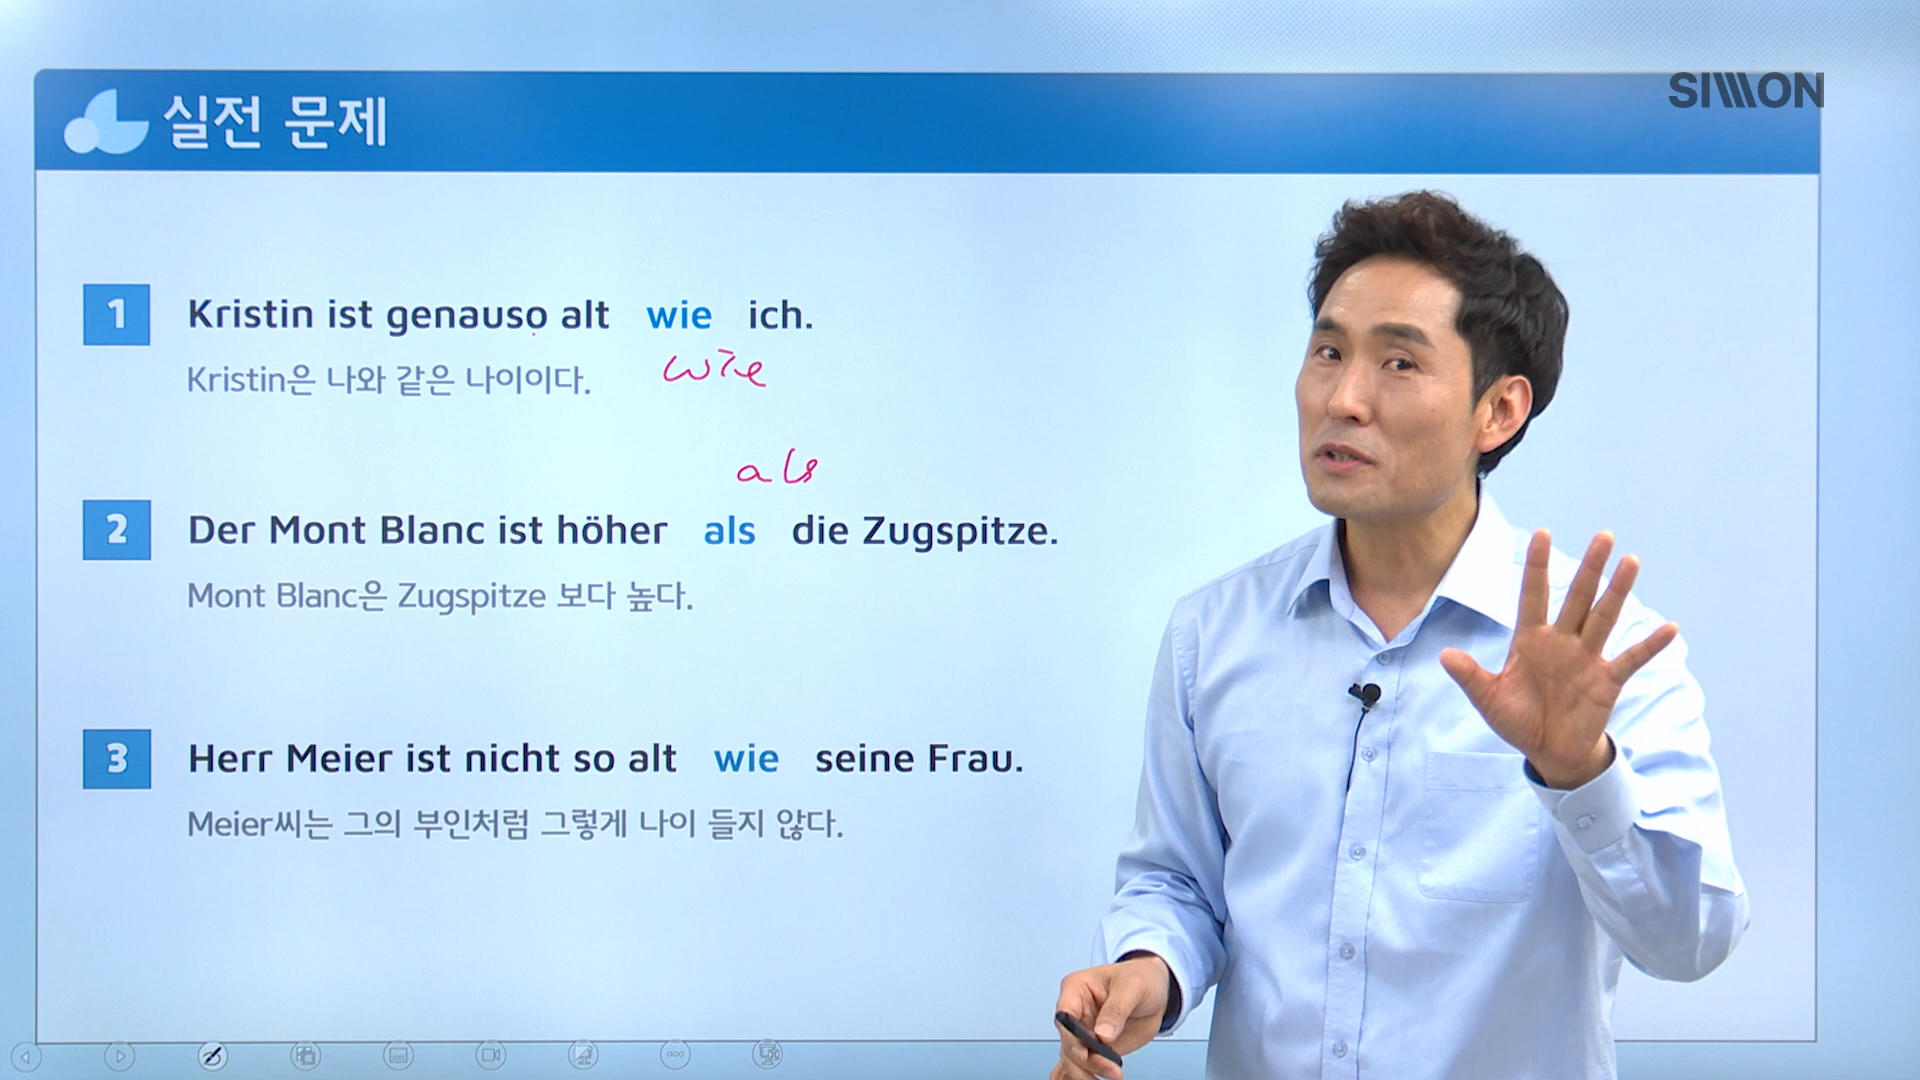 SIWON
실전 문제
1 Kristin ist genauso alt wie ich.
Kristin은 나와 같은 나이이다.
wie
als
2 Der Mont Blanc ist höher als die Zugspitze.
Mont Blanc은 Zugspitze 보다 높다.
3 Herr Meier ist nicht so alt wie seine Frau.
Meier씨는 그의 부인처럼 그렇게 나이 들지 않다.